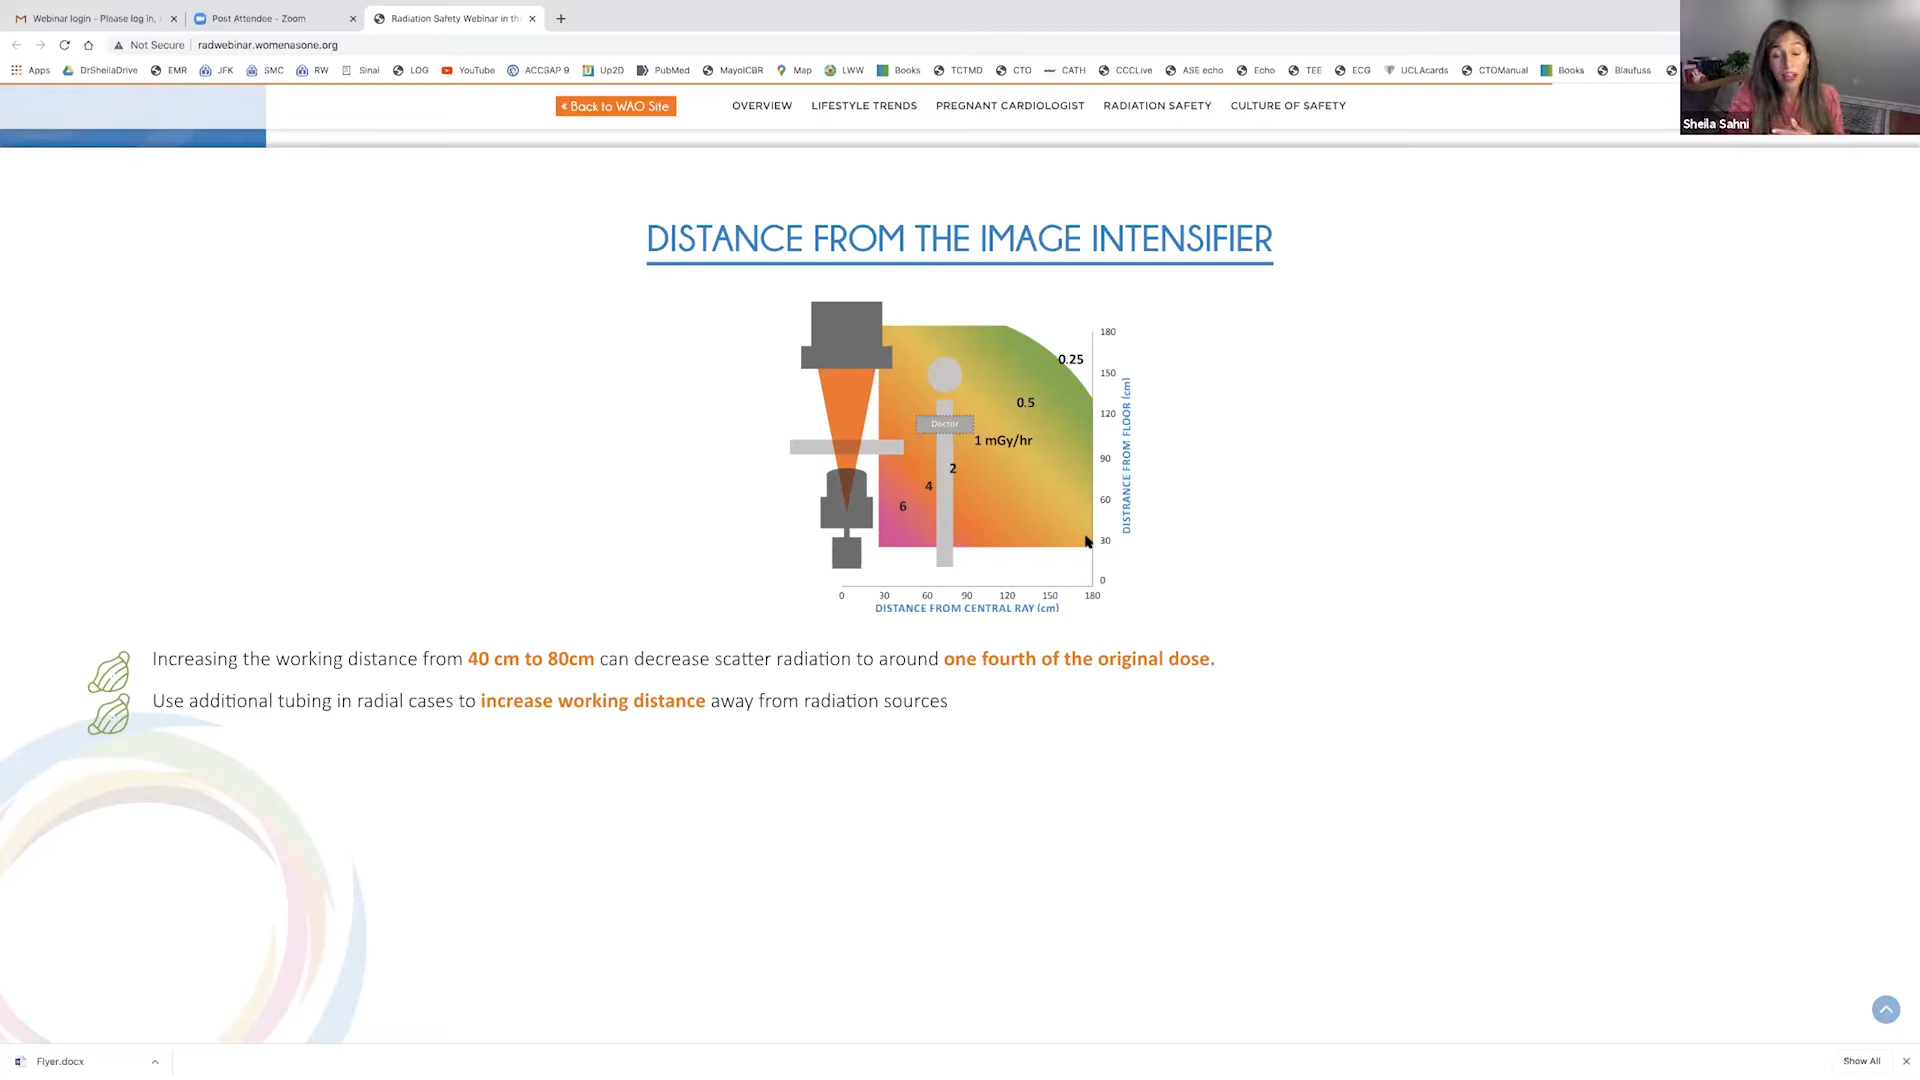 Webinar login - Please log in,
Post Attendee - Zoom
Radiation Safety Webinar in th
Not Secure
radwebinar.womenasone.org
Apps
DrSheilaDrive
EMR
JFK
SMC
RW
Sinai
LOG
YouTube
ACCSAP 9
Up2D
PubMed
MayoICBR
Map
LWW
Books
TCTMD
CTO
CATH
CCCLive
ASE echo
Echo
TEE
ECG
UCLAcards
CTOManual
Books
Blaufuss
« Back to WAO Site
OVERVIEW
LIFESTYLE TRENDS
PREGNANT CARDIOLOGIST
RADIATION SAFETY
CULTURE OF SAFETY
Sheila Sahni
DISTANCE FROM THE IMAGE INTENSIFIER
180
0.25
150
0.5
120
Doctor
1 mGy/hr
90
2
4
60
6
30
0
DISTRANCE FROM FLOOR (cm)
0 30 60 90 120 150 180
DISTANCE FROM CENTRAL RAY (cm)
Increasing the working distance from 40 cm to 80cm can decrease scatter radiation to around one fourth of the original dose.
Use additional tubing in radial cases to increase working distance away from radiation sources
Flyer.docx
Show All